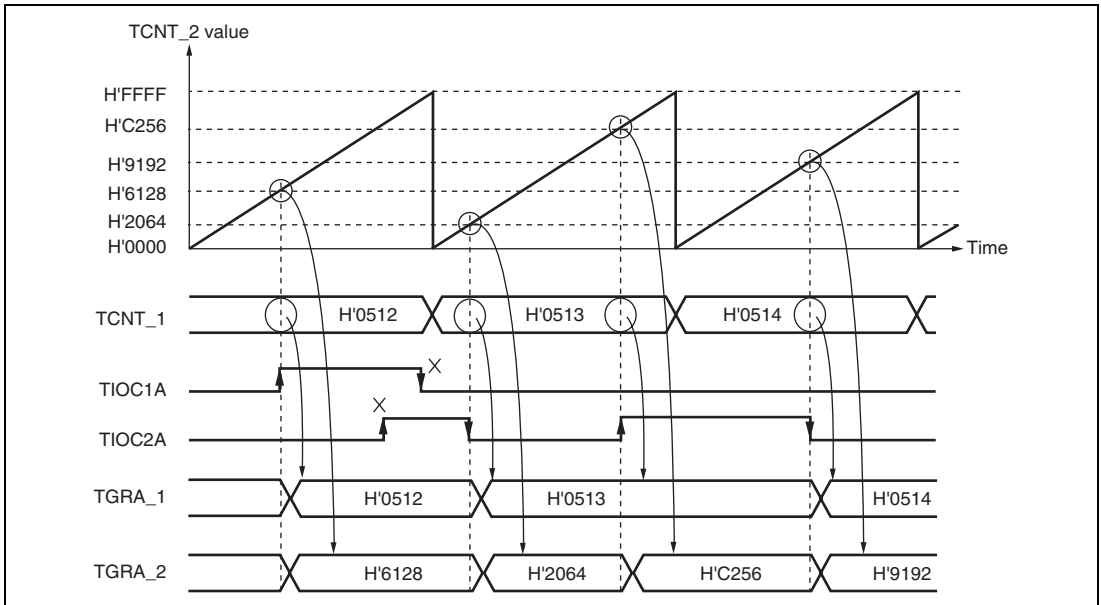 TCNT_2 value
H'FFFF
H'C256
H'9192
H'6128
H'2064
H'0000
Time
TCNT_1 H'0512 H'0513 H'0514
TIOC1A
TIOC2A
TGRA_1 H'0512 H'0513 H'0514
TGRA_2 H'6128 H'2064 H'C256 H'9192